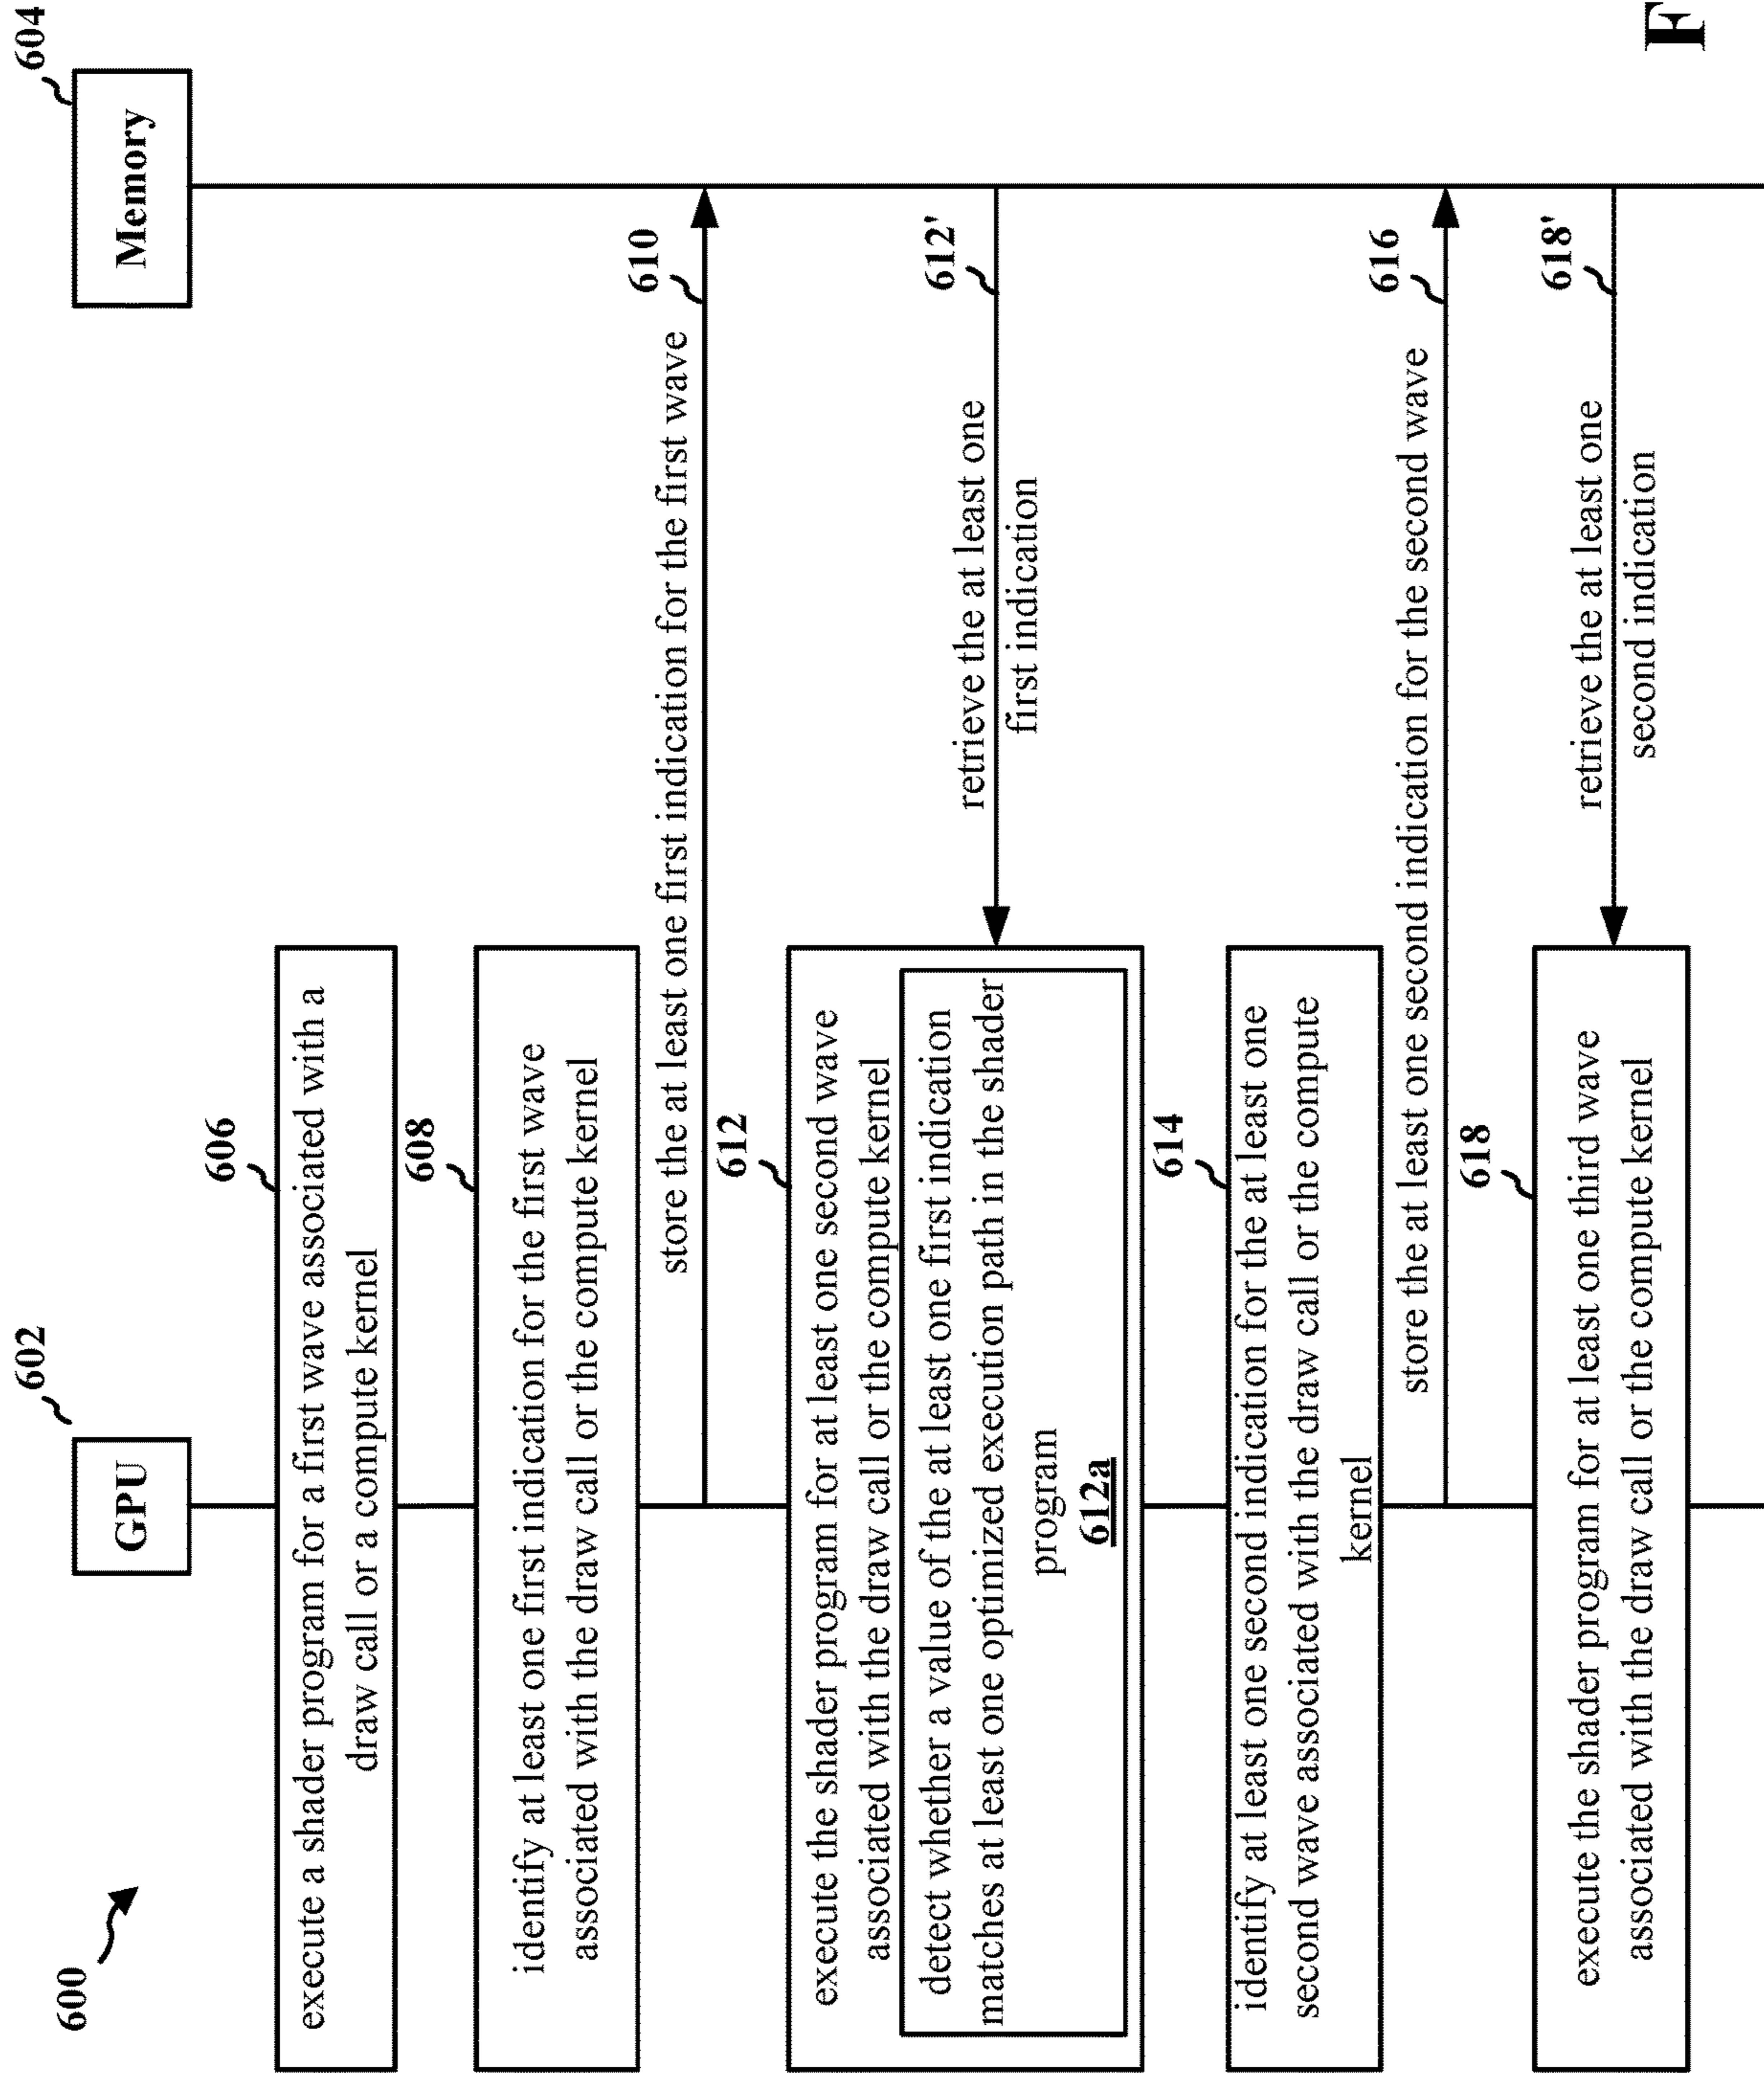 600
602
GPU
604
Memory
606
execute a shader program for a first wave associated with a
draw call or a compute kernel
608
identify at least one first indication for the first wave
associated with the draw call or the compute kernel
610
store the at least one first indication for the first wave
612
execute the shader program for at least one second wave
associated with the draw call or the compute kernel
detect whether a value of the at least one first indication
matches at least one optimized execution path in the shader
program
612a
612'
retrieve the at least one
first indication
614
identify at least one second indication for the at least one
second wave associated with the draw call or the compute
kernel
616
store the at least one second indication for the second wave
618
execute the shader program for at least one third wave
associated with the draw call or the compute kernel
618'
retrieve the at least one
second indication
F